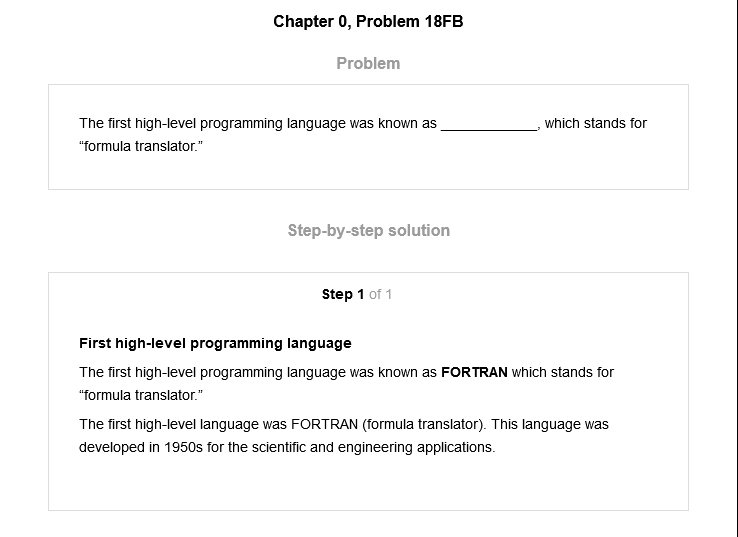 Chapter 0, Problem 18FB
Problem
The first high-level programming language was known as ____________, which stands for
“formula translator.”
Step-by-step solution
Step 1 of 1
First high-level programming language
The first high-level programming language was known as FORTRAN which stands for
“formula translator.”
The first high-level language was FORTRAN (formula translator). This language was
developed in 1950s for the scientific and engineering applications.